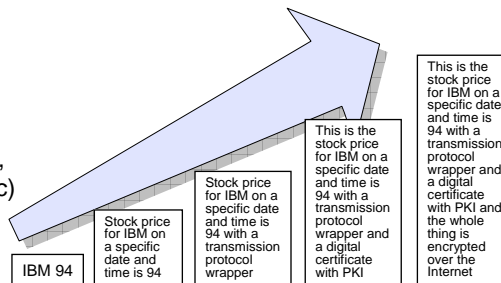 ,
c)
IBM 94
Stock price
for IBM on
a specific
date and
time is 94
Stock price
for IBM on a
specific date
and time is
94 with a
transmission
protocol
wrapper
This is the
stock price
for IBM on a
specific date
and time is
94 with a
transmission
protocol
wrapper and
a digital
certificate
with PKI
This is the
stock price
for IBM on a
specific date
and time is
94 with a
transmission
protocol
wrapper and
a digital
certificate
with PKI and
the whole
thing is
encrypted
over the
Internet